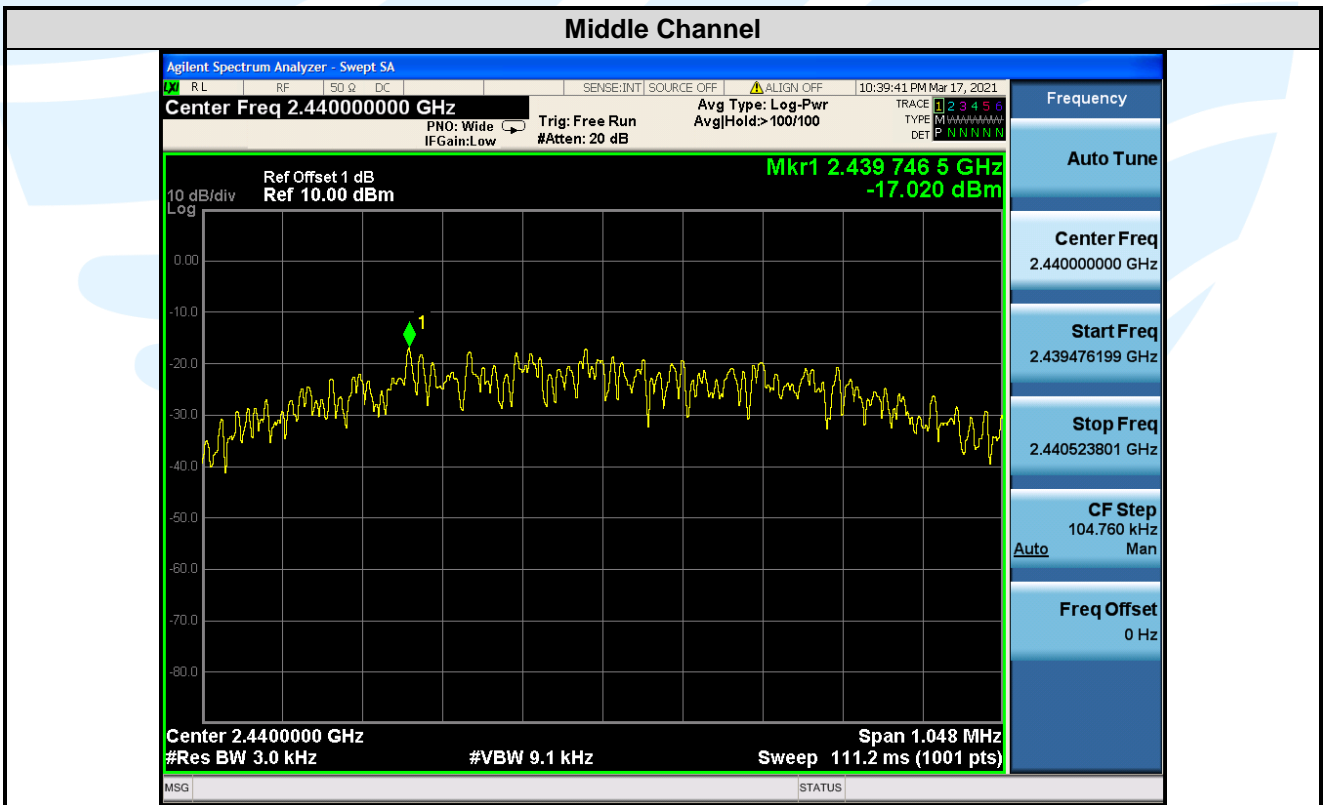 Middle Channel
Agilent Spectrum Analyzer - Swept SA
LXI RL RF 50 Ω DC SENSE:INT SOURCE OFF ALIGN OFF 10:39:41 PM Mar 17, 2021
Center Freq 2.440000000 GHz
PNO: Wide
IFGain:Low
Trig: Free Run
#Atten: 20 dB
Avg Type: Log-Pwr
Avg|Hold:>100/100
TRACE 1 2 3 4 5 6
TYPE M
DET P N N N N N
Mkr1 2.439 746 5 GHz
-17.020 dBm
Ref Offset 1 dB
10 dB/div Ref 10.00 dBm
Log
0.00
-10.0
-20.0
-30.0
-40.0
-50.0
-60.0
-70.0
-80.0
1
Center 2.4400000 GHz Span 1.048 MHz
#Res BW 3.0 kHz #VBW 9.1 kHz Sweep 111.2 ms (1001 pts)
MSG STATUS
Frequency
Auto Tune
Center Freq
2.440000000 GHz
Start Freq
2.439476199 GHz
Stop Freq
2.440523801 GHz
CF Step
104.760 kHz
Auto Man
Freq Offset
0 Hz